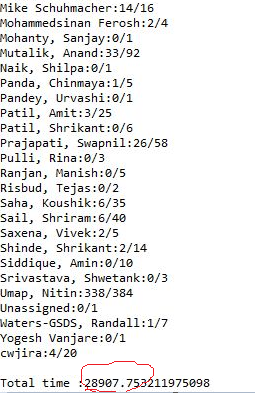 Mike Schuhmacher:14/16
Mohammedsinan Ferosh:2/4
Mohanty, Sanjay:0/1
Mutalik, Anand:33/92
Naik, Shilpa:0/1
Panda, Chinmaya:1/5
Pandey, Urvashi:0/1
Patil, Amit:3/25
Patil, Shrikant:0/6
Prajapati, Swapnil:26/58
Pulli, Rina:0/3
Ranjan, Manish:0/5
Risbud, Tejas:0/2
Saha, Koushik:6/35
Sail, Shriram:6/40
Saxena, Vivek:2/5
Shinde, Shrikant:2/14
Siddique, Amin:0/10
Srivastava, Shwetank:0/3
Umap, Nitin:338/384
Unassigned:0/1
Waters-GSDS, Randall:1/7
Yogesh Vanjare:0/1
cwjira:4/20
Total time :28907.753211975098